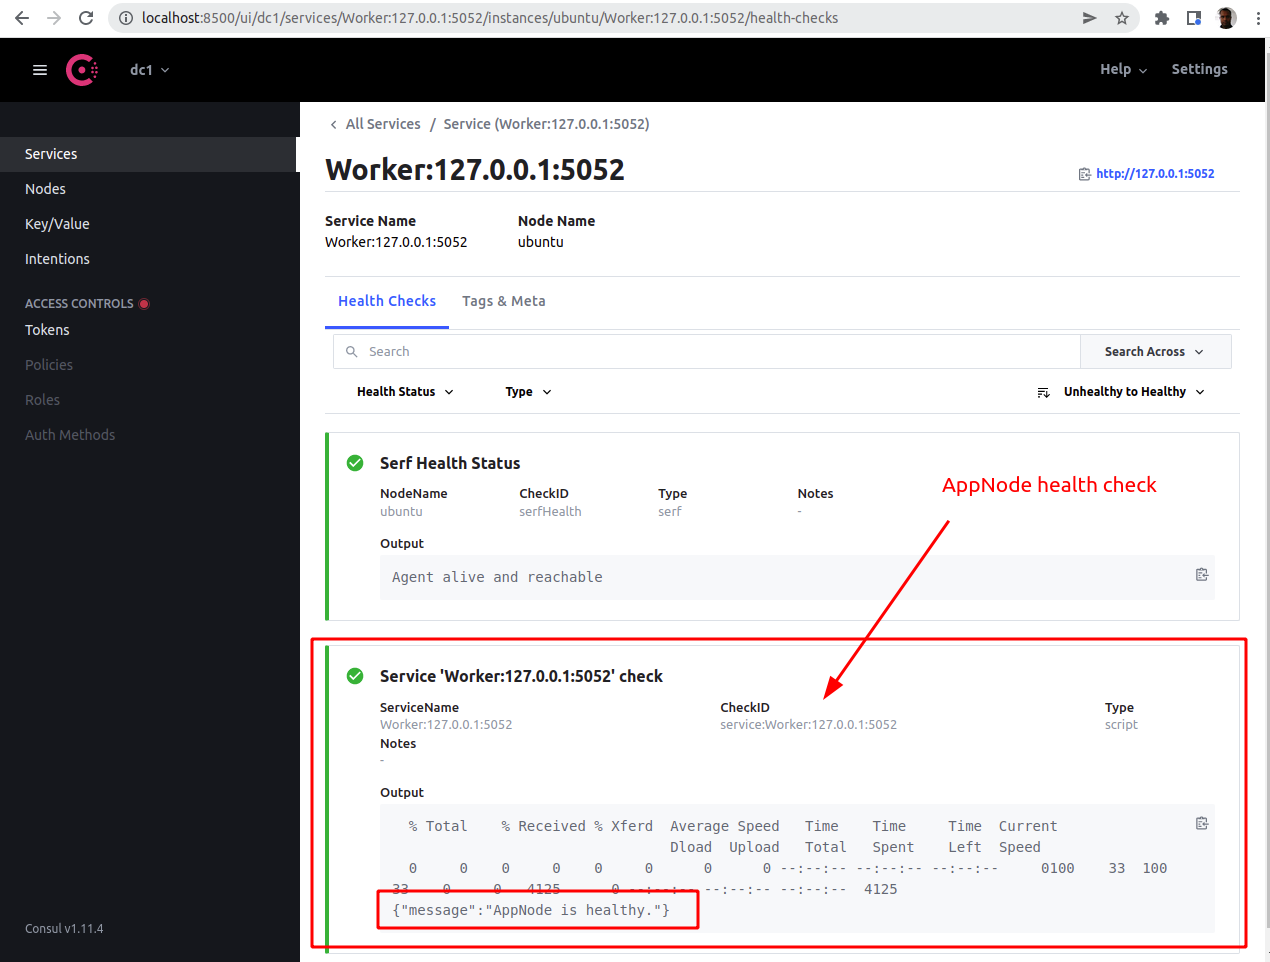 localhost:8500/ui/dc1/services/Worker:127.0.0.1:5052/instances/ubuntu/Worker:127.0.0.1:5052/health-checks
dc1
Help
Settings
Services
Nodes
Key/Value
Intentions
ACCESS CONTROLS
Tokens
Policies
Roles
Auth Methods
Consul v1.11.4
All Services / Service (Worker:127.0.0.1:5052)
Worker:127.0.0.1:5052
http://127.0.0.1:5052
Service Name Node Name
Worker:127.0.0.1:5052 ubuntu
Health Checks Tags & Meta
Search Search Across
Health Status Type Unhealthy to Healthy
Serf Health Status
AppNode health check
NodeName CheckID Type Notes
ubuntu serfHealth serf -
Output
Agent alive and reachable
Service 'Worker:127.0.0.1:5052' check
ServiceName CheckID Type
Worker:127.0.0.1:5052 service:Worker:127.0.0.1:5052 script
Notes
-
Output
% Total % Received % Xferd Average Speed Time Time Time Current
Dload Upload Total Spent Left Speed
0 0 0 0 0 0 0 0 --:--:-- --:--:-- --:--:-- 0100 33 100
33 0 0 4125 0 --:--:-- --:--:-- --:--:-- 4125
{"message":"AppNode is healthy."}